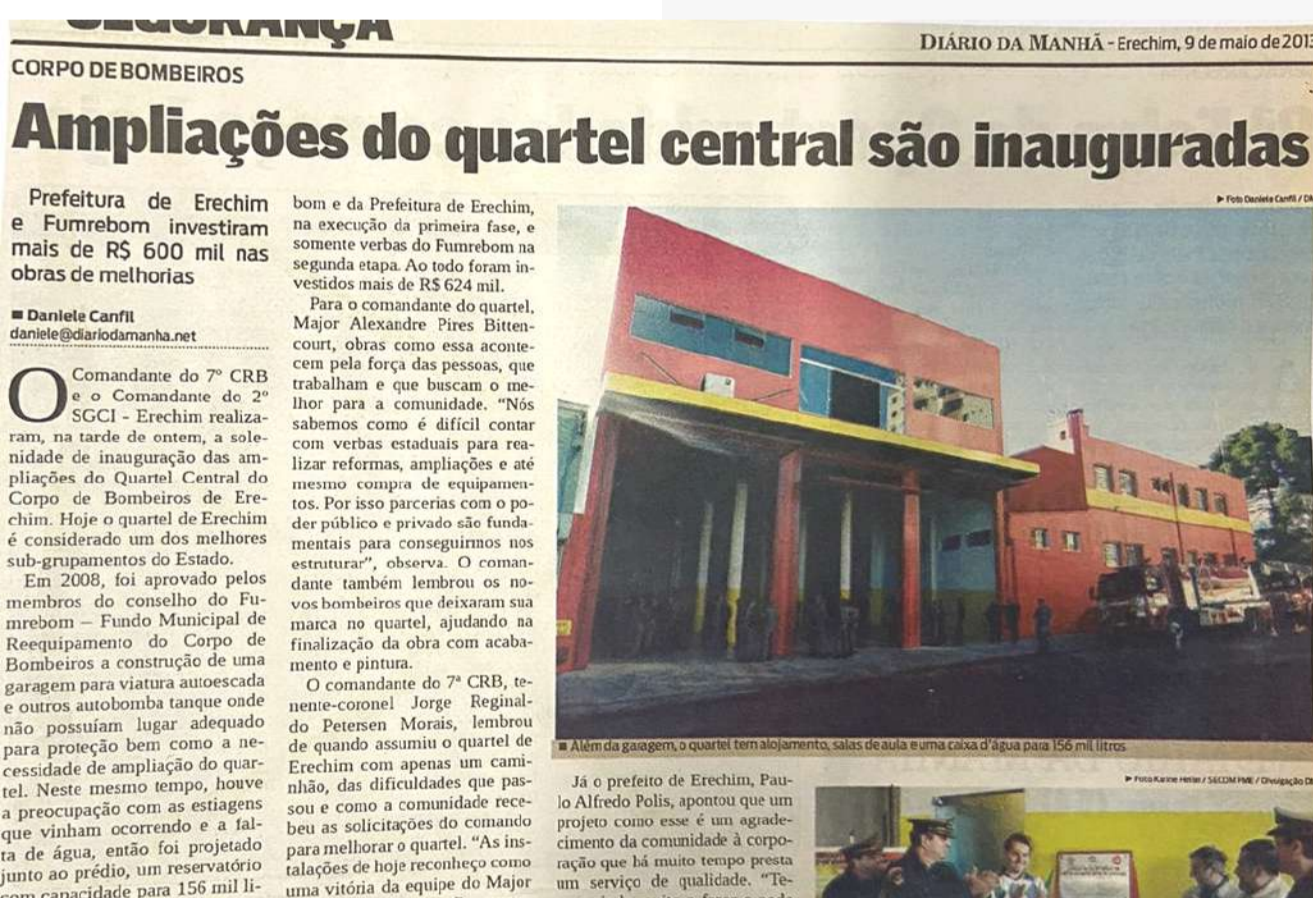 SEGURANÇA
DIÁRIO DA MANHÃ - Erechim, 9 de maio de 2013
CORPO DE BOMBEIROS
Ampliações do quartel central são inauguradas
Prefeitura de Erechim
e Fumrebom investiram
mais de R$ 600 mil nas
obras de melhorias
■ Daniele Canfil
daniele@diariodamanha.net
O Comandante do 7º CRB
e o Comandante do 2º
SGCI - Erechim realiza-
ram, na tarde de ontem, a sole-
nidade de inauguração das am-
pliações do Quartel Central do
Corpo de Bombeiros de Ere-
chim. Hoje o quartel de Erechim
é considerado um dos melhores
sub-grupamentos do Estado.
Em 2008, foi aprovado pelos
membros do conselho do Fu-
mrebom – Fundo Municipal de
Reequipamento do Corpo de
Bombeiros a construção de uma
garagem para viatura autoescada
e outros autobomba tanque onde
não possuíam lugar adequado
para proteção bem como a ne-
cessidade de ampliação do quar-
tel. Neste mesmo tempo, houve
a preocupação com as estiagens
que vinham ocorrendo e a fal-
ta de água, então foi projetado
junto ao prédio, um reservatório
com capacidade para 156 mil li-
bom e da Prefeitura de Erechim,
na execução da primeira fase, e
somente verbas do Fumrebom na
segunda etapa. Ao todo foram in-
vestidos mais de R$ 624 mil.
Para o comandante do quartel,
Major Alexandre Pires Bitten-
court, obras como essa aconte-
cem pela força das pessoas, que
trabalham e que buscam o me-
lhor para a comunidade. “Nós
sabemos como é difícil contar
com verbas estaduais para rea-
lizar reformas, ampliações e até
mesmo compra de equipamen-
tos. Por isso parcerias com o po-
der público e privado são funda-
mentais para conseguirmos nos
estruturar”, observa. O coman-
dante também lembrou os no-
vos bombeiros que deixaram sua
marca no quartel, ajudando na
finalização da obra com acaba-
mento e pintura.
O comandante do 7ª CRB, te-
nente-coronel Jorge Reginal-
do Petersen Morais, lembrou
de quando assumiu o quartel de
Erechim com apenas um cami-
nhão, das dificuldades que pas-
sou e como a comunidade rece-
beu as solicitações do comando
para melhorar o quartel. “As ins-
talações de hoje reconheço como
uma vitória da equipe do Major
▶ Foto Daniele Canfil / DM
■ Além da garagem, o quartel tem alojamento, salas de aula e uma caixa d'água para 156 mil litros
Já o prefeito de Erechim, Pau-
lo Alfredo Polis, apontou que um
projeto como esse é um agrade-
cimento da comunidade à corpo-
ração que há muito tempo presta
um serviço de qualidade. “Te-
▶ Foto Karine / SECOM PME / Divulgação